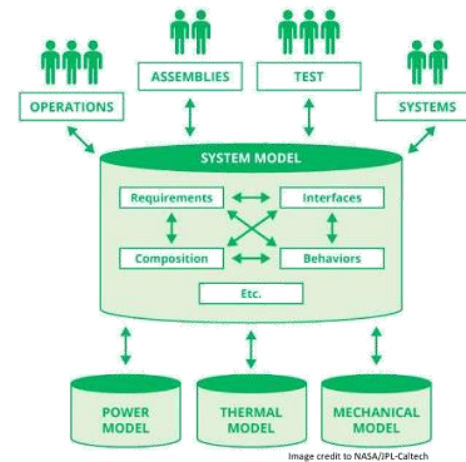 ASSEMBLIES
TEST
OPERATIONS
SYSTEMS
SYSTEM MODEL
Requirements
Interfaces
Composition
Behaviors
Etc.
POWER
MODEL
THERMAL
MODEL
MECHANICAL
MODEL
Image credit to NASA/JPL-Caltech